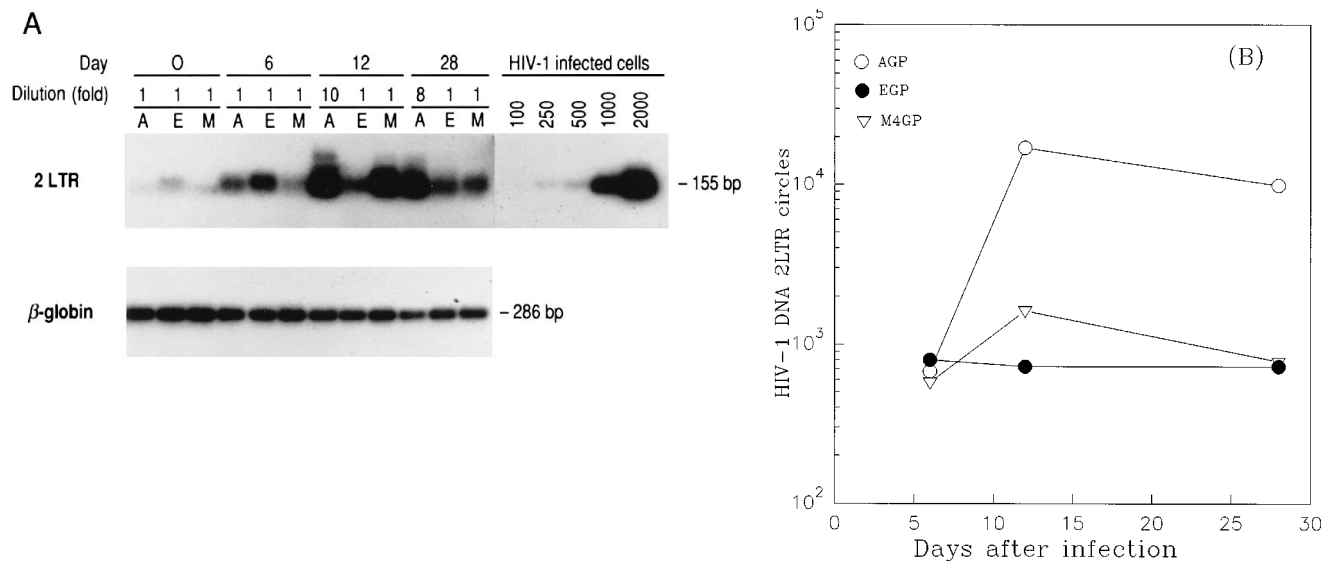 A
Day O 6 12 28 HIV-1 infected cells
Dilution (fold) 1 1 1 1 1 1 10 1 1 8 1 1 100 250 500 1000 2000
A E M A E M A E M A E M
2 LTR – 155 bp
β-globin – 286 bp
(B)
AGP
EGP
M4GP
HIV-1 DNA 2LTR circles
10^5
10^4
10^3
10^2
0 5 10 15 20 25 30
Days after infection